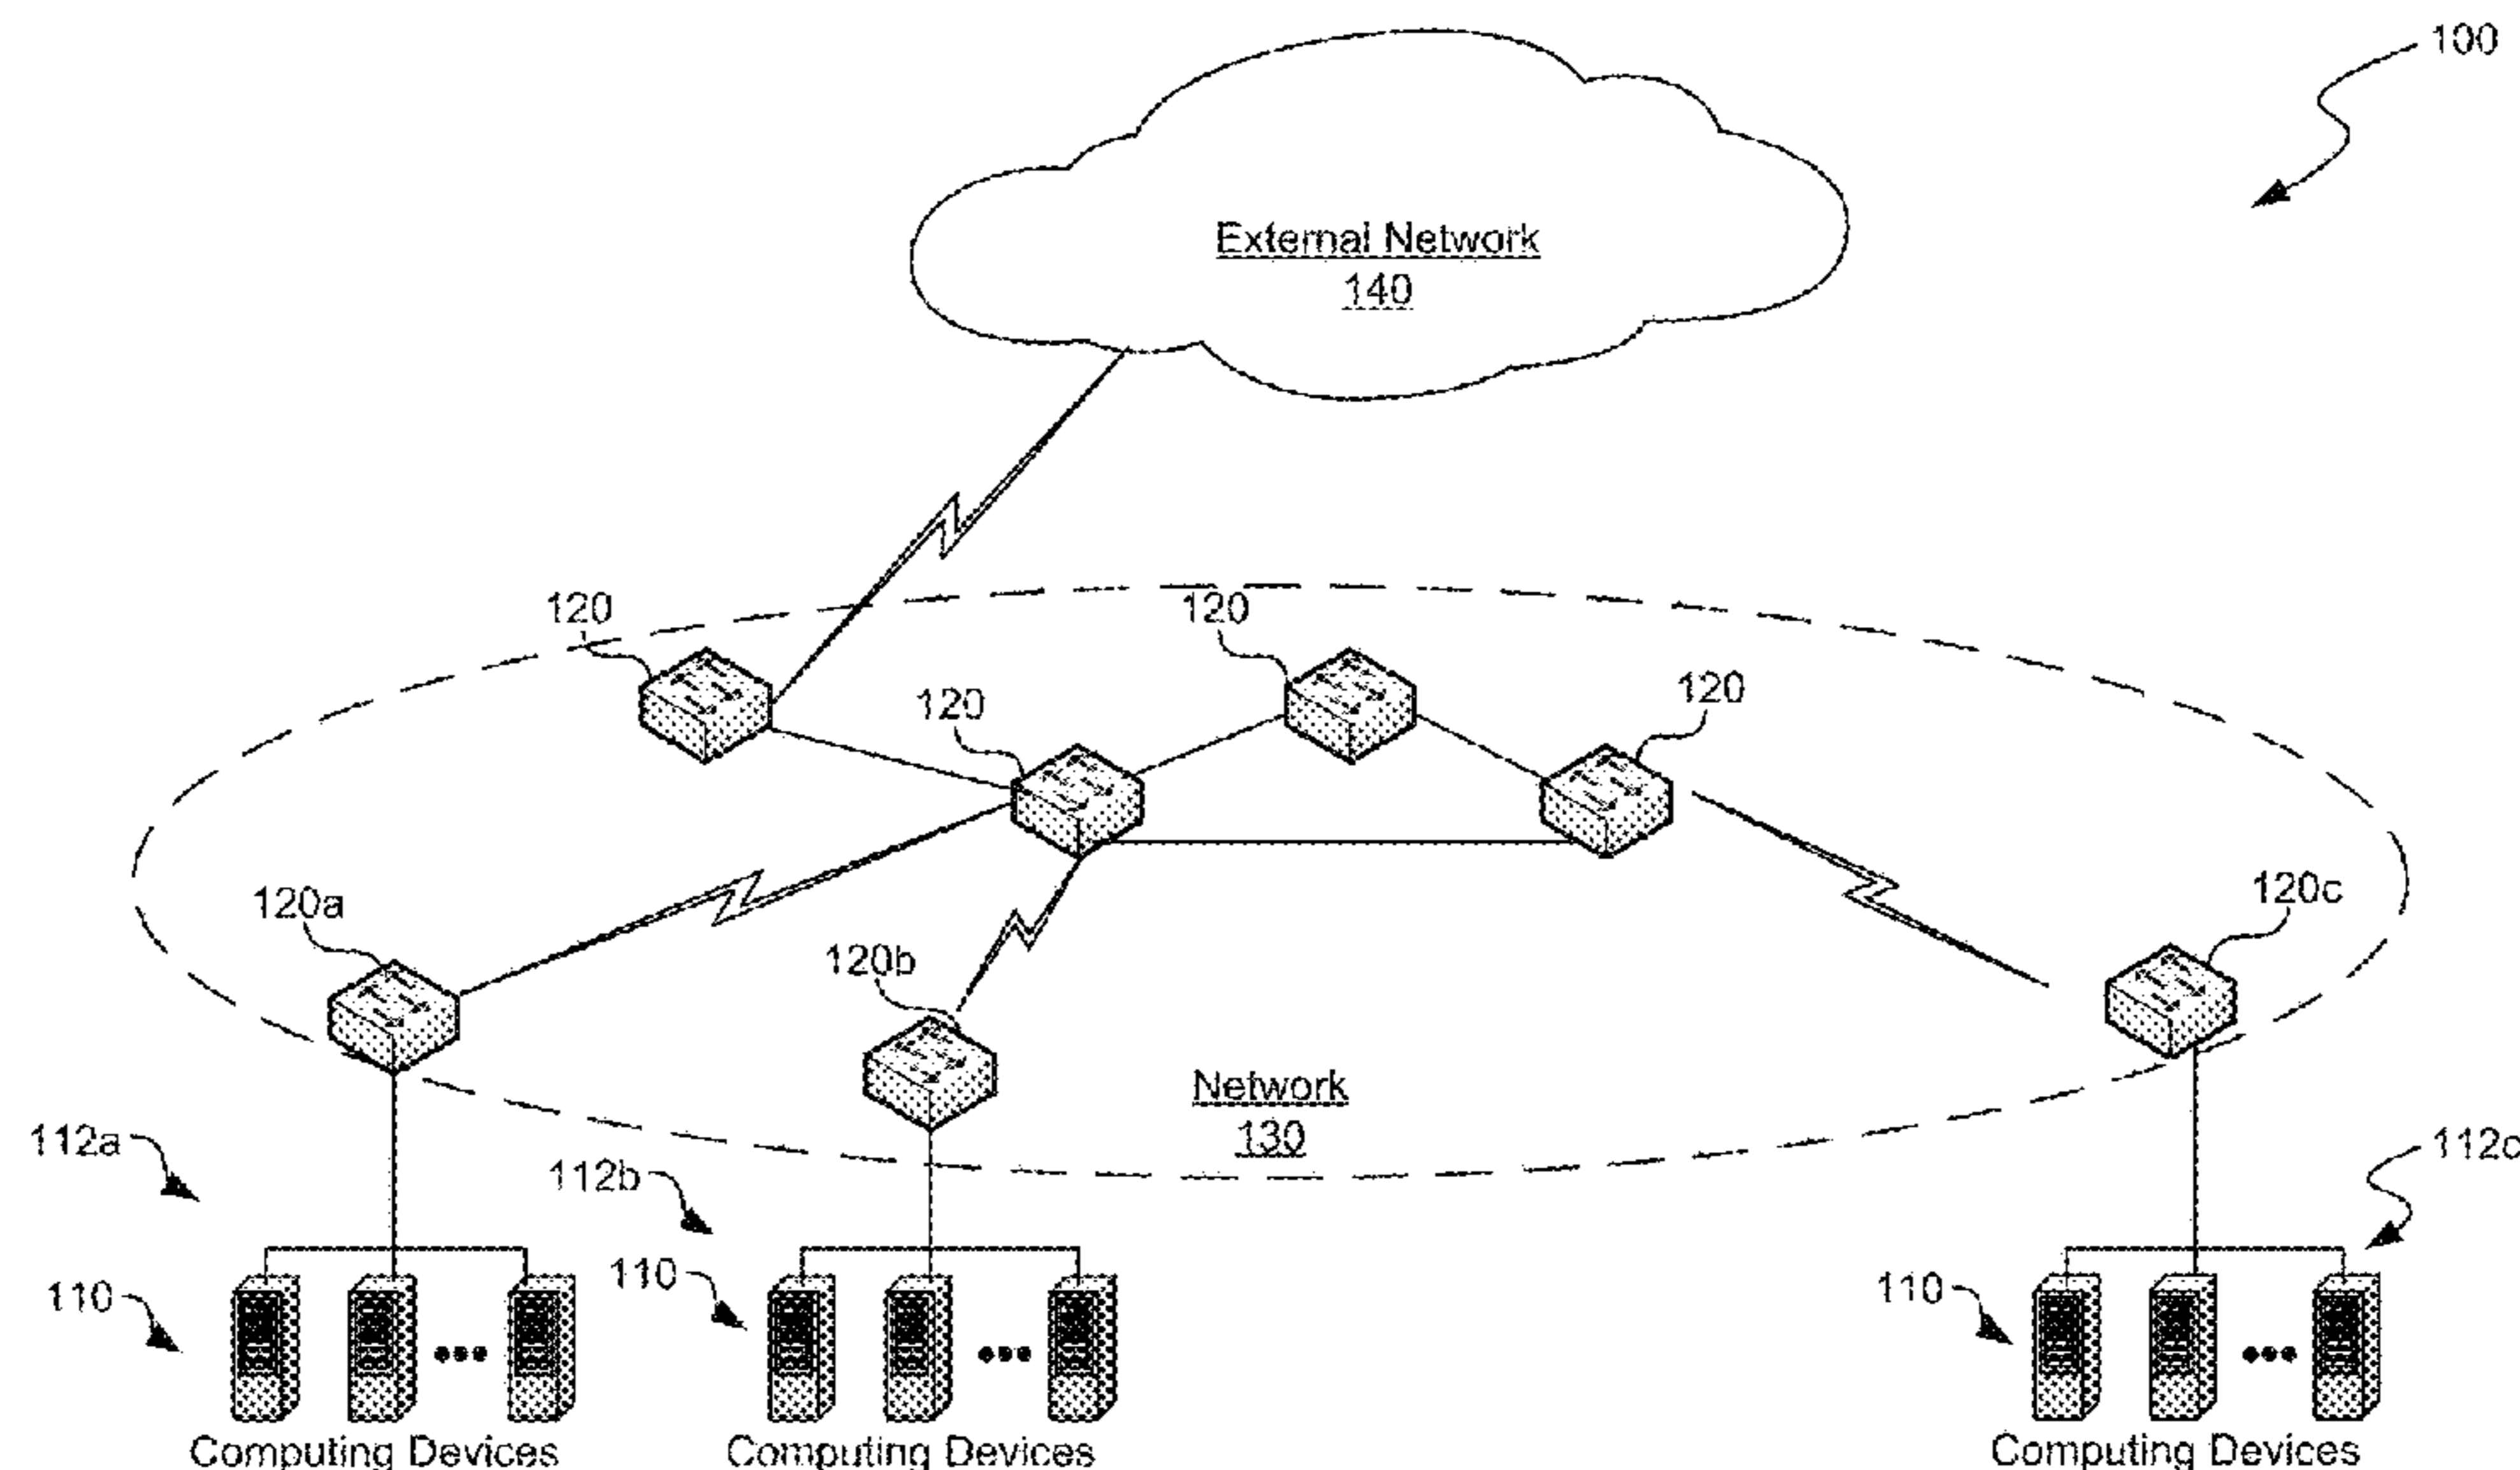 100
External Network
140
120
120
120
120
120a
120b
120c
Network
130
112a
112b
112c
110
110
110
Computing Devices
Computing Devices
Computing Devices